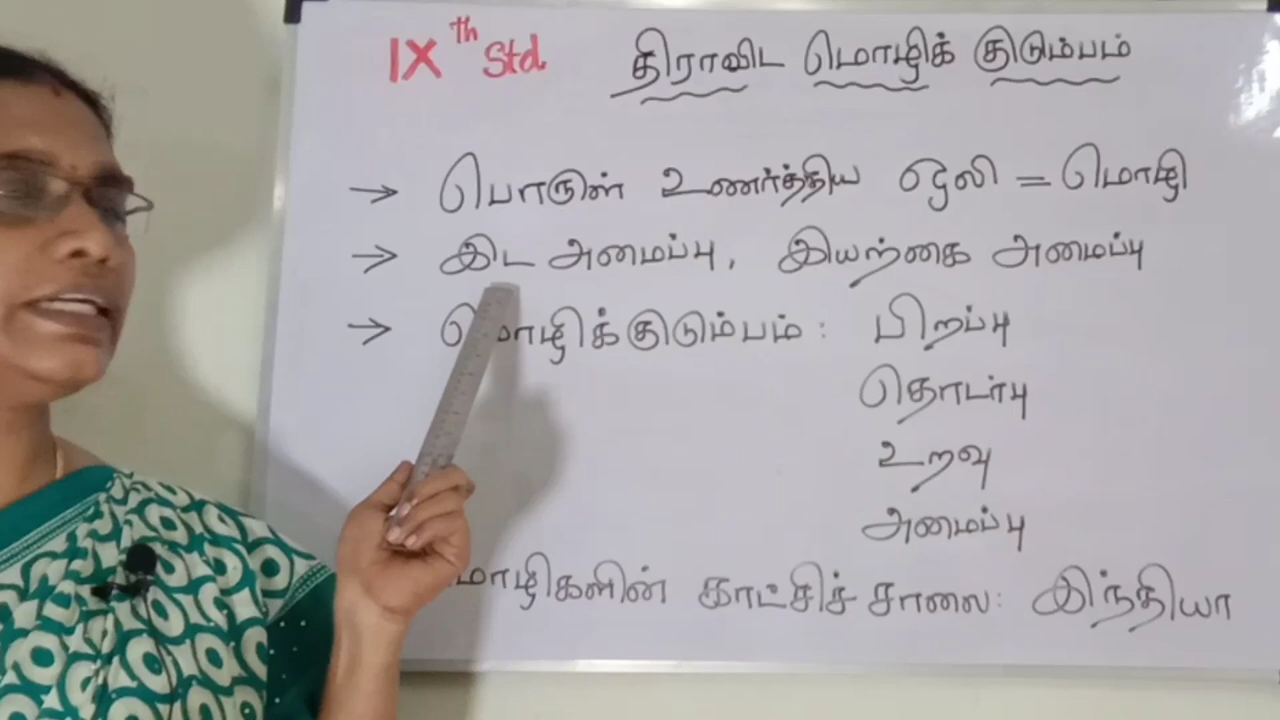 IXth Std திராவிட மொழிக் குடும்பம்
→ பொருள் உணர்த்திய ஒலி = மொழி
→ இட அமைப்பு, இயற்கை அமைப்பு
→ மொழிக்குடும்பம் : பிறப்பு
தொடர்பு
உறவு
அமைப்பு
மொழிகளின் காட்சிச் சாலை: இந்தியா